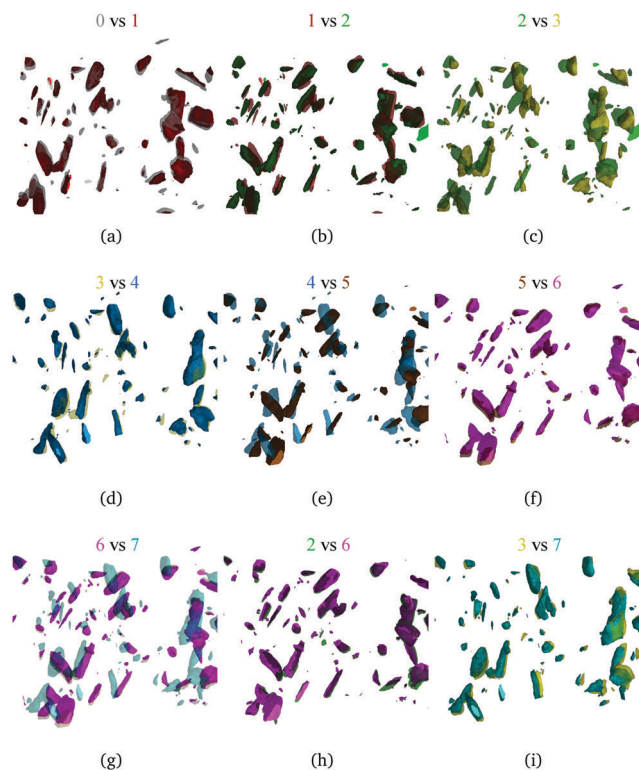 0 vs 1
1 vs 2
2 vs 3
(a)
(b)
(c)
3 vs 4
4 vs 5
5 vs 6
(d)
(e)
(f)
6 vs 7
2 vs 6
3 vs 7
(g)
(h)
(i)